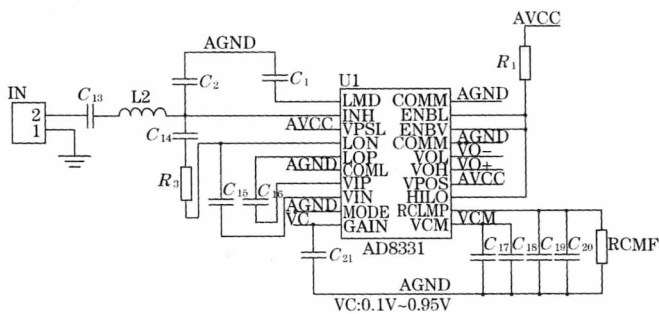 AVCC
AGND
R1
C2
C1
U1
IN
C13
L2
2
1
LMD COMM AGND
INH ENBL
AVCC VPSL ENBV
C14
LON COMM AGND
LOP VOL VO-
AGND COML VOH VO+
R3
VIP VPOS AVCC
C15
C16
VIN HILO
AGND MODE RCLMP
VC GAIN VCM VCM
AD8331
C21
C17
C18
C19
C20
RCMF
AGND
VC:0.1V~0.95V